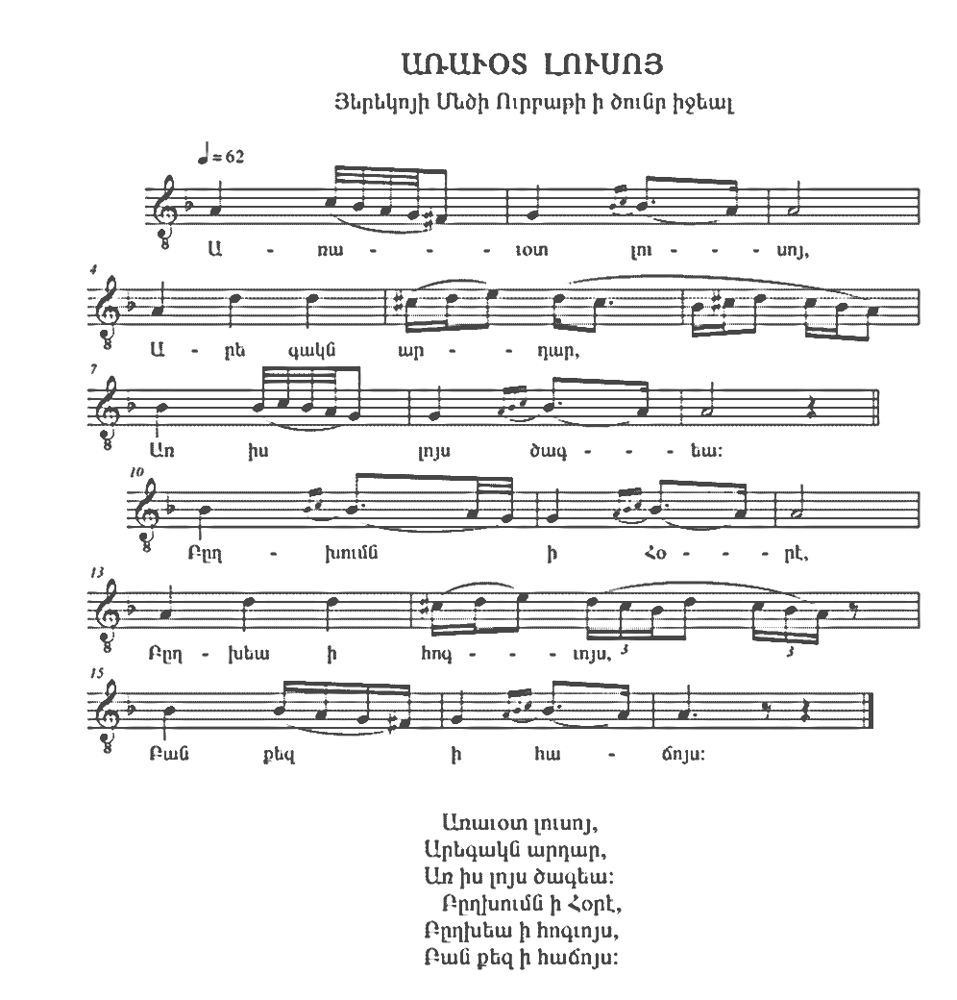 ԱՌԱՒՕՏ ԼՈՒՍՈՅ
Յերեկոյի Մեծի Ուրբաթի ի ծունր իջեալ
♩=62
Ա - ռա - - - ւօտ լու - - - սոյ,
4
Ա - րե գակն ար - - դար,
7
Առ իս լոյս ծագ - - - եա:
10
Բըղ - խումն ի Հօ - - - րէ,
13
Բըղ - խեա ի հոգ - - - ւոյս, 3 3
15
Բան քեզ ի հա - ճոյս:
Առաւօտ լուսոյ,
Արեգակն արդար,
Առ իս լոյս ծագեա:
Բըղխումն ի Հօրէ,
Բըղխեա ի հոգւոյս,
Բան քեզ ի հաճոյս: